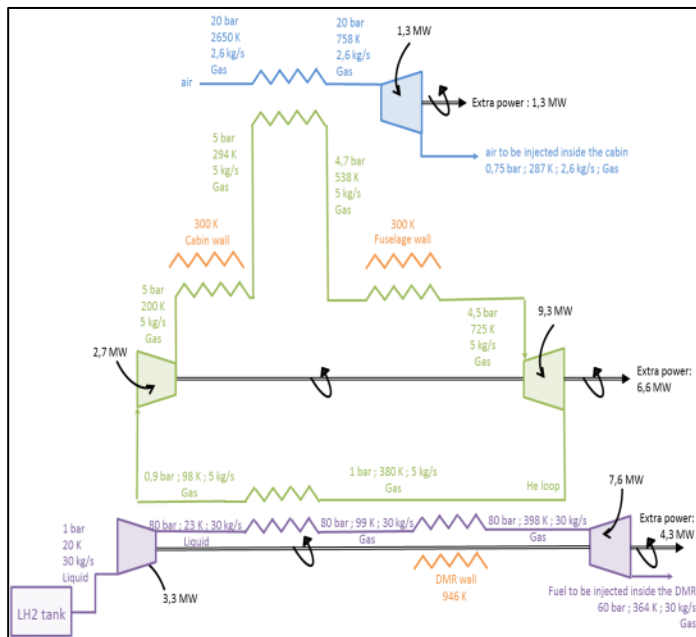 20 bar
2650 K
2,6 kg/s
Gas
20 bar
758 K
2,6 kg/s
Gas
1,3 MW
air
Extra power : 1,3 MW
air to be injected inside the cabin
0,75 bar ; 287 K ; 2,6 kg/s ; Gas
5 bar
294 K
5 kg/s
Gas
4,7 bar
538 K
5 kg/s
Gas
300 K
Cabin wall
300 K
Fuselage wall
5 bar
200 K
5 kg/s
Gas
4,5 bar
725 K
5 kg/s
Gas
2,7 MW
9,3 MW
Extra power:
6,6 MW
0,9 bar ; 98 K ; 5 kg/s
Gas
1 bar ; 380 K ; 5 kg/s
Gas
He loop
7,6 MW
1 bar
20 K
30 kg/s
Liquid
80 bar ; 23 K ; 30 kg/s
Liquid
80 bar ; 99 K ; 30 kg/s
Gas
80 bar ; 398 K ; 30 kg/s
Gas
Extra power:
4,3 MW
3,3 MW
DMR wall
946 K
LH2 tank
Fuel to be injected inside the DMR
60 bar ; 364 K ; 30 kg/s
Gas